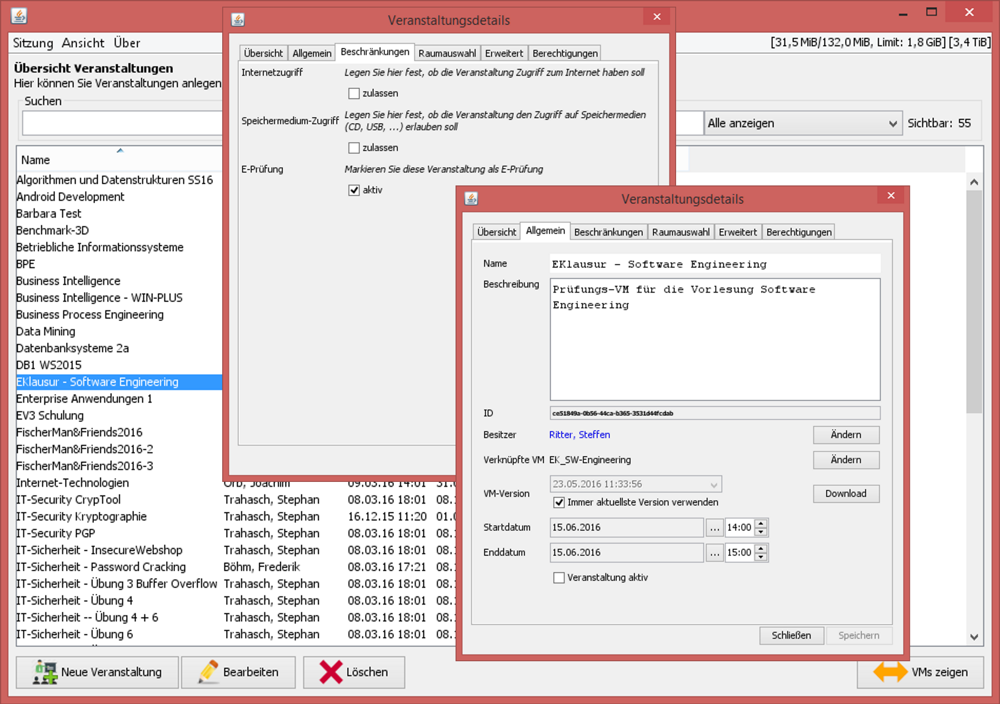 Sitzung Ansicht Über
[31,5 MiB/132,0 MiB, Limit: 1,8 GiB] [3,4 TiB]
Übersicht Veranstaltungen
Hier können Sie Veranstaltungen anlegen
Suchen
Alle anzeigen
Sichtbar: 55
Name
Algorithmen und Datenstrukturen SS16
Android Development
Barbara Test
Benchmark-3D
Betriebliche Informationssysteme
BPE
Business Intelligence
Business Intelligence - WIN-PLUS
Business Process Engineering
Data Mining
Datenbanksysteme 2a
DB1 WS2015
EKlausur - Software Engineering
Enterprise Anwendungen 1
EV3 Schulung
FischerMan&Friends2016
FischerMan&Friends2016-2
FischerMan&Friends2016-3
Internet-Technologien Orb, Joachim 09.03.16 14:01 31.0
IT-Security CrypTool Trahasch, Stephan 08.03.16 18:01 08.
IT-Security Kryptographie Trahasch, Stephan 16.12.15 11:20 01.0
IT-Security PGP Trahasch, Stephan 08.03.16 18:01 08.
IT-Sicherheit - InsecureWebshop Trahasch, Stephan 08.03.16 18:01 08.
IT-Sicherheit - Password Cracking Böhm, Frederik 08.03.16 17:21 08.
IT-Sicherheit - Übung 3 Buffer Overflow Trahasch, Stephan 08.03.16 18:01 08.
IT-Sicherheit - Übung 4 Trahasch, Stephan 08.03.16 18:01 08.
IT-Sicherheit -- Übung 4 + 6 Trahasch, Stephan 08.03.16 18:01 08.
IT-Sicherheit - Übung 6 Trahasch, Stephan 08.03.16 18:01 08.
Neue Veranstaltung
Bearbeiten
Löschen
VMs zeigen
Veranstaltungsdetails
Übersicht Allgemein Beschränkungen Raumauswahl Erweitert Berechtigungen
Internetzugriff
Legen Sie hier fest, ob die Veranstaltung Zugriff zum Internet haben soll
zulassen
Speichermedium-Zugriff
Legen Sie hier fest, ob die Veranstaltung den Zugriff auf Speichermedien
(CD, USB, ...) erlauben soll
zulassen
E-Prüfung
Markieren Sie diese Veranstaltung als E-Prüfung
aktiv
Veranstaltungsdetails
Übersicht Allgemein Beschränkungen Raumauswahl Erweitert Berechtigungen
Name
EKlausur - Software Engineering
Beschreibung
Prüfungs-VM für die Vorlesung Software
Engineering
ID
ce51849a-0b56-44ca-b365-3531d44fcdab
Besitzer
Ritter, Steffen
Ändern
Verknüpfte VM
EK_SW-Engineering
Ändern
VM-Version
23.05.2016 11:33:56
Download
Immer aktuellste Version verwenden
Startdatum
15.06.2016 ... 14:00
Enddatum
15.06.2016 ... 15:00
Veranstaltung aktiv
Schließen
Speichern